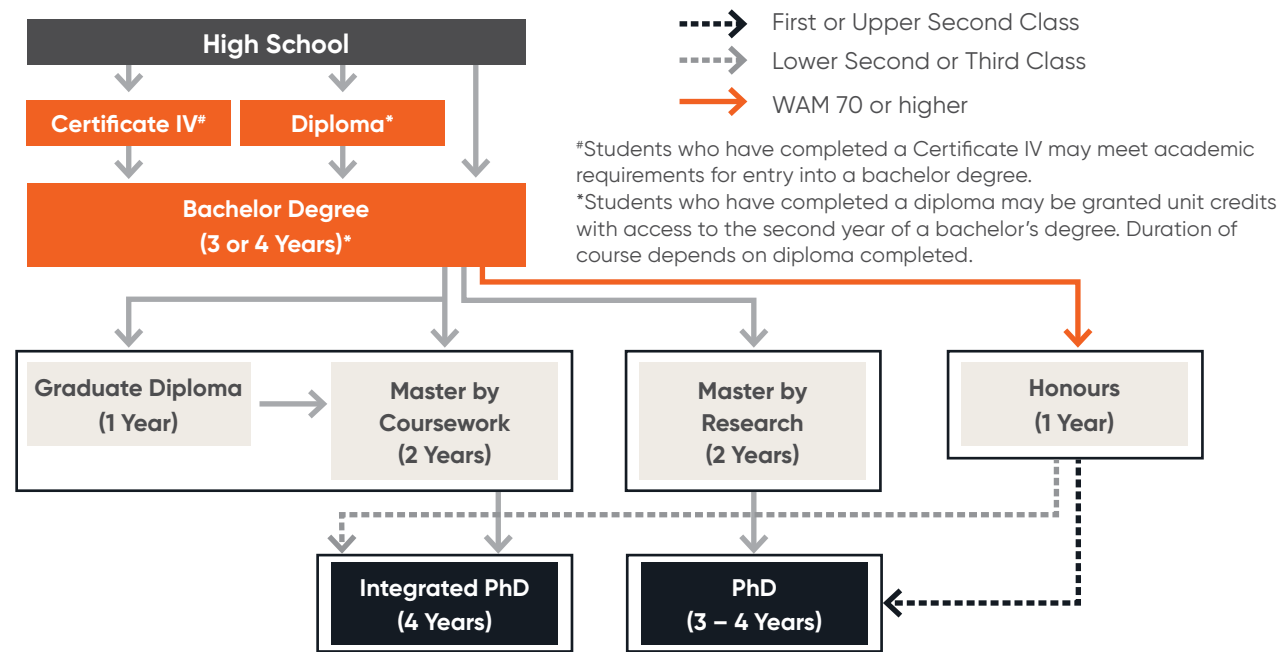 High School
First or Upper Second Class
Lower Second or Third Class
WAM 70 or higher
Certificate IV#
Diploma*
#Students who have completed a Certificate IV may meet academic
requirements for entry into a bachelor degree.
*Students who have completed a diploma may be granted unit credits
with access to the second year of a bachelor’s degree. Duration of
course depends on diploma completed.
Bachelor Degree
(3 or 4 Years)*
Graduate Diploma
(1 Year)
Master by
Coursework
(2 Years)
Master by
Research
(2 Years)
Honours
(1 Year)
Integrated PhD
(4 Years)
PhD
(3 – 4 Years)